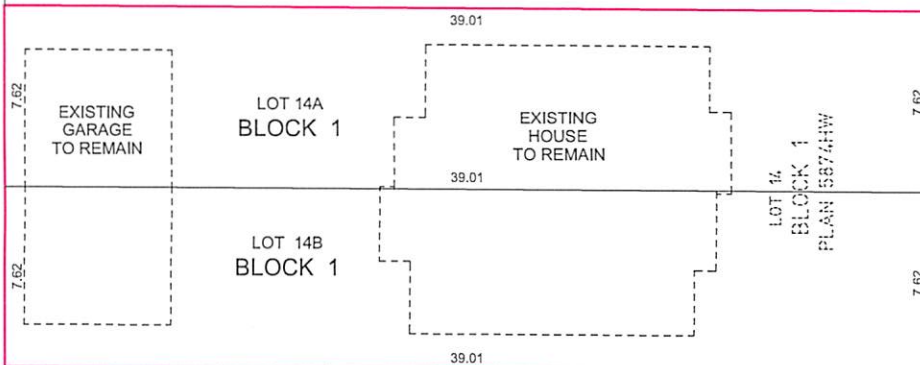 39.01
7.62
EXISTING
GARAGE
TO REMAIN
LOT 14A
BLOCK 1
EXISTING
HOUSE
TO REMAIN
7.62
39.01
LOT 14
BLOCK 1
PLAN 5874HW
7.62
LOT 14B
BLOCK 1
7.62
39.01